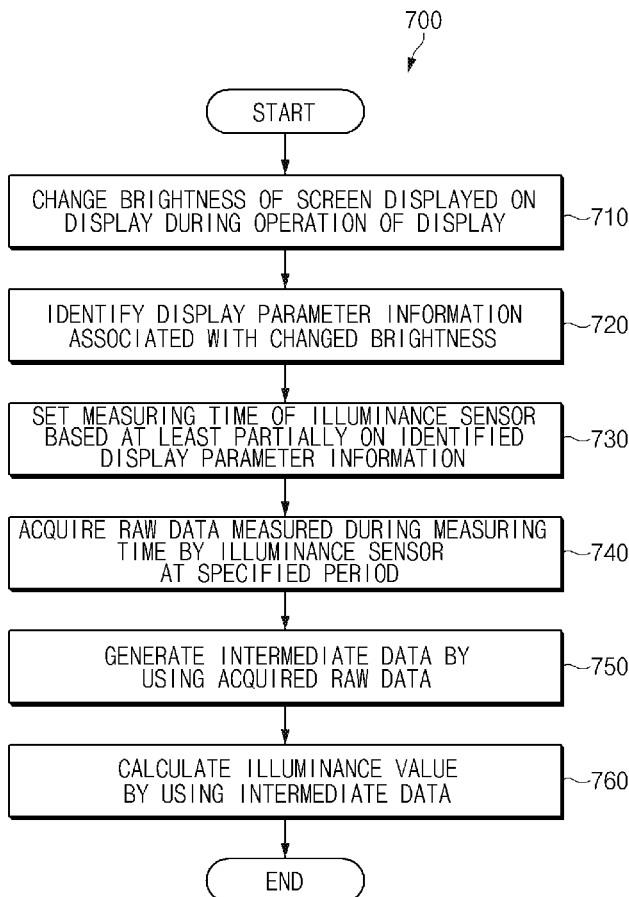 700
START
CHANGE BRIGHTNESS OF SCREEN DISPLAYED ON
DISPLAY DURING OPERATION OF DISPLAY
710
IDENTIFY DISPLAY PARAMETER INFORMATION
ASSOCIATED WITH CHANGED BRIGHTNESS
720
SET MEASURING TIME OF ILLUMINANCE SENSOR
BASED AT LEAST PARTIALLY ON IDENTIFIED
DISPLAY PARAMETER INFORMATION
730
ACQUIRE RAW DATA MEASURED DURING MEASURING
TIME BY ILLUMINANCE SENSOR
AT SPECIFIED PERIOD
740
GENERATE INTERMEDIATE DATA BY
USING ACQUIRED RAW DATA
750
CALCULATE ILLUMINANCE VALUE
BY USING INTERMEDIATE DATA
760
END